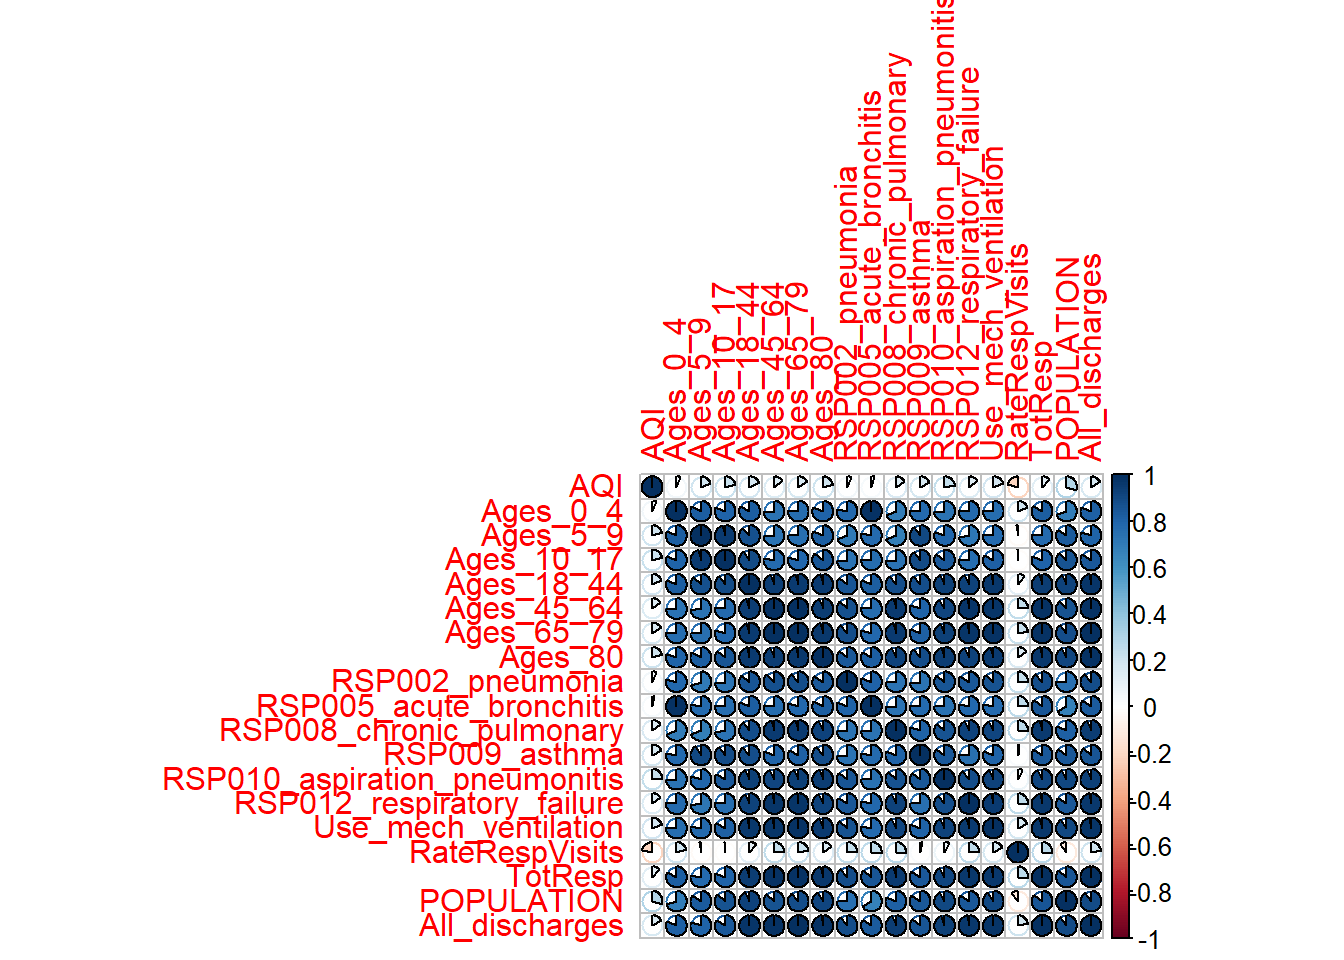 AQI
Ages_0_4
Ages_5_9
Ages_10_17
Ages_18_44
Ages_45_64
Ages_65_79
Ages_80_
RSP002_pneumonia
RSP005_acute_bronchitis
RSP008_chronic_pulmonary
RSP009_asthma
RSP010_aspiration_pneumonitis
RSP012_respiratory_failure
Use_mech_ventilation
RateRespVisits
TotResp
POPULATION
All_discharges
AQI
Ages_0_4
Ages_5_9
Ages_10_17
Ages_18_44
Ages_45_64
Ages_65_79
Ages_80_
RSP002_pneumonia
RSP005_acute_bronchitis
RSP008_chronic_pulmonary
RSP009_asthma
RSP010_aspiration_pneumonitis
RSP012_respiratory_failure
Use_mech_ventilation
RateRespVisits
TotResp
POPULATION
All_discharges
1
0.8
0.6
0.4
0.2
0
-0.2
-0.4
-0.6
-0.8
-1